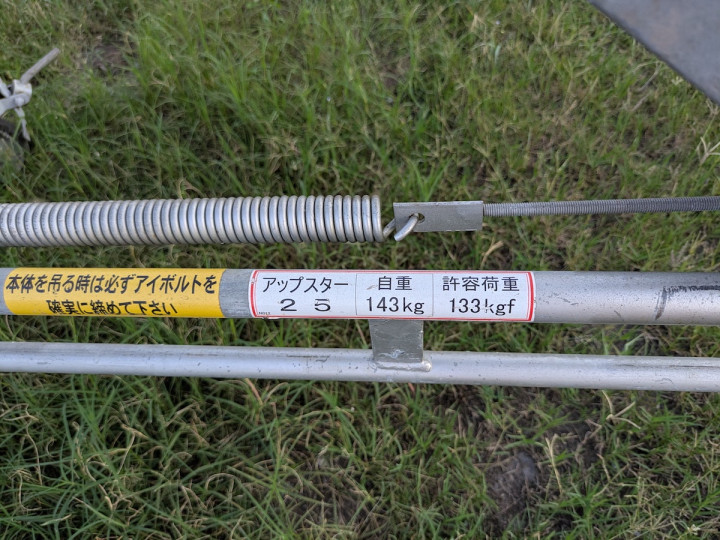 本体を吊る時は必ずアイボルトを
確実に締めて下さい
アップスター
25
自重
143kg
許容荷重
133kgf